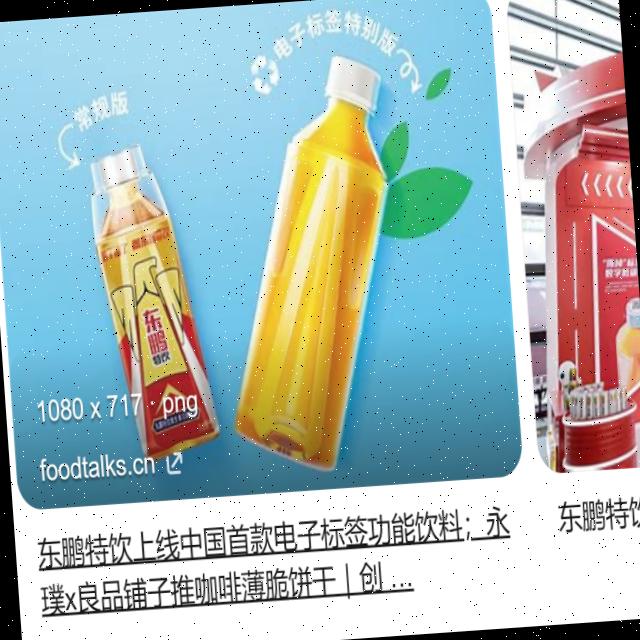 电子标签特别版
常规版
东鹏
特饮
1080 x 717 · png
foodtalks.cn
东鹏特饮上线中国首款电子标签功能饮料；永
璞x良品铺子推咖啡薄脆饼干 | 创 ...
东鹏特饮